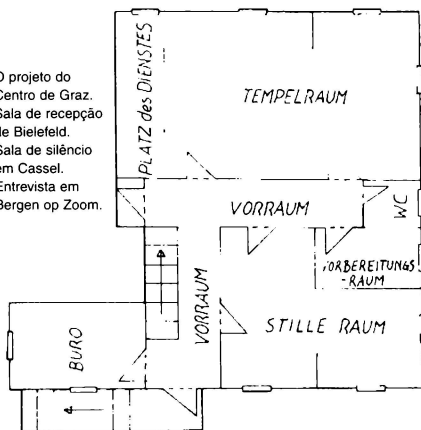 O projeto do
Centro de Graz.
Sala de recepção
de Bielefeld.
Sala de silêncio
em Cassel.
Entrevista em
Bergen op Zoom.
PLATZ des DIENSTES
TEMPELRAUM
VORRAUM
WC
VORBEREITUNGS
-RAUM
VORRAUM
STILLE RAUM
BURO